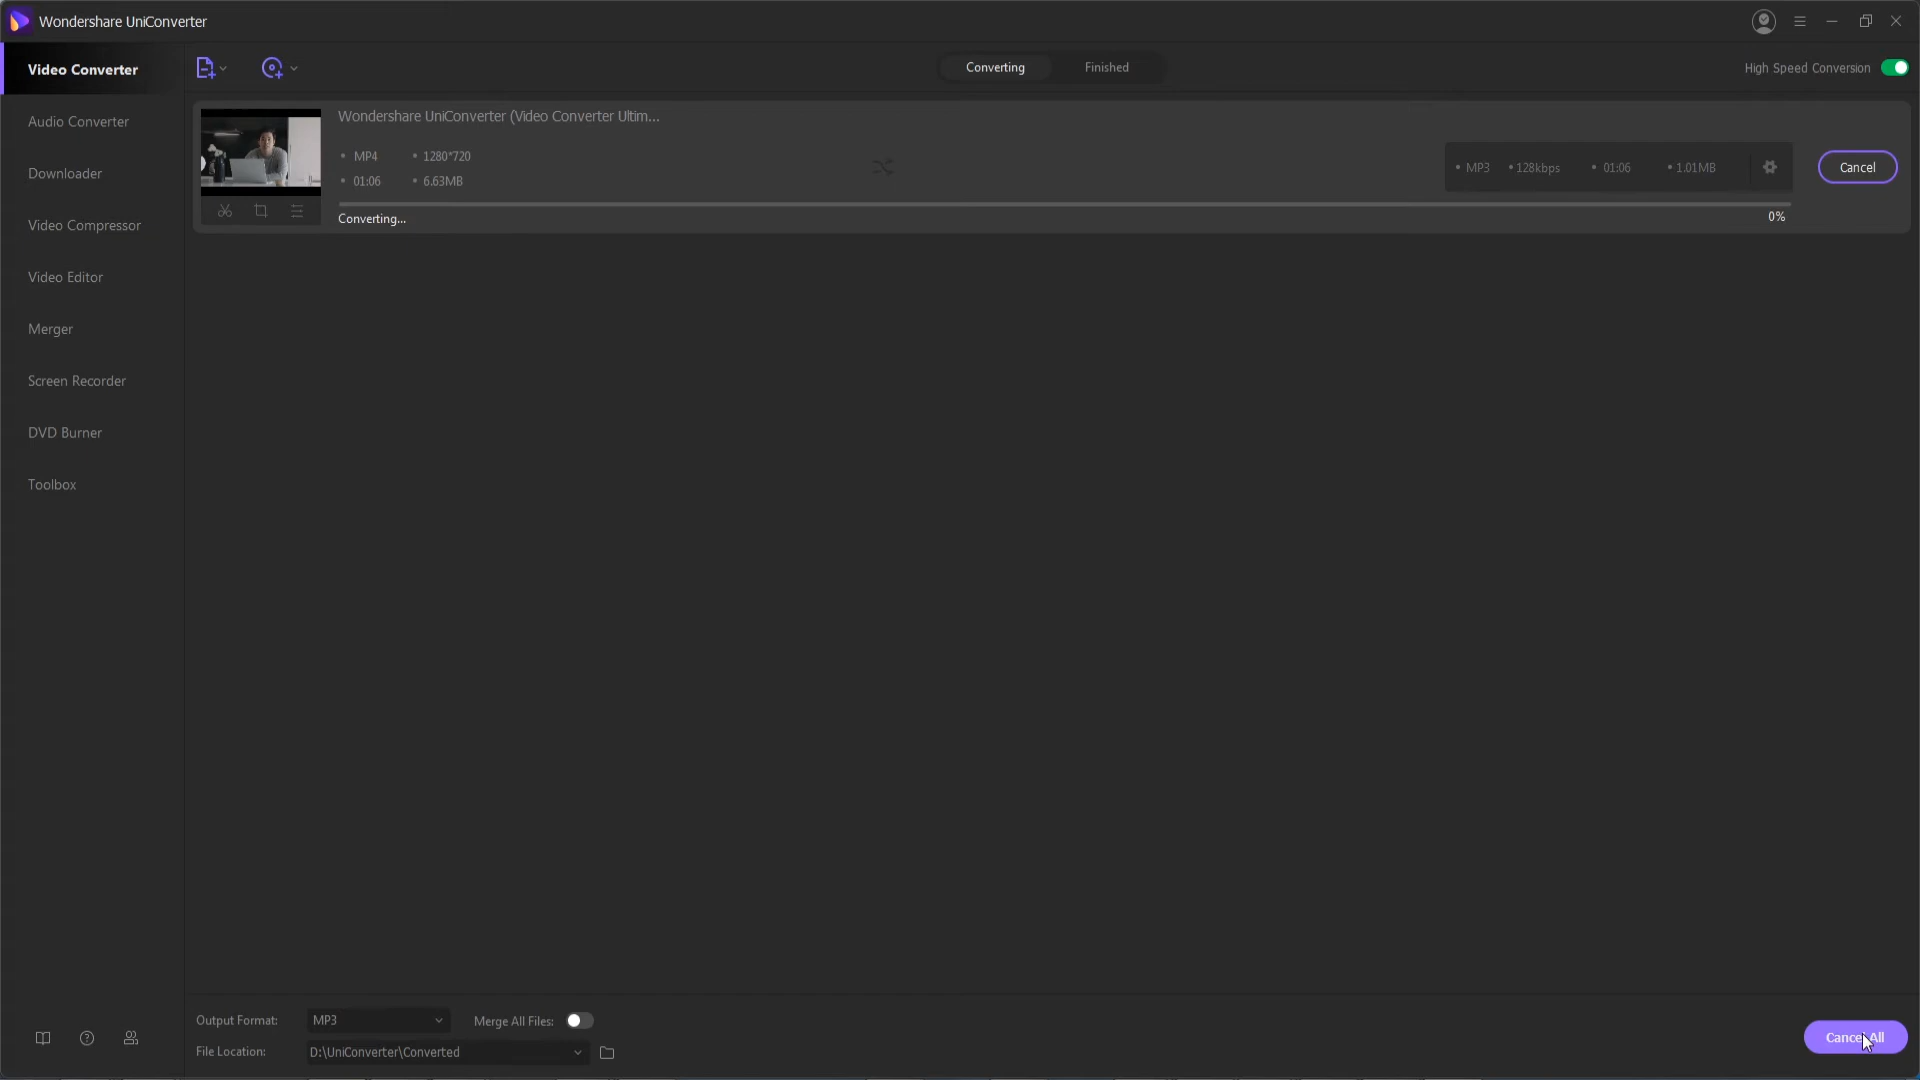 Wondershare UniConverter
Video Converter
Audio Converter
Downloader
Video Compressor
Video Editor
Merger
Screen Recorder
DVD Burner
Toolbox
Converting
Finished
High Speed Conversion
Wondershare UniConverter (Video Converter Ultim...
• MP4 • 1280*720
• 01:06 • 6.63MB
• MP3 • 128kbps • 01:06 • 1.01MB
Cancel
Converting...
0%
Output Format: MP3
Merge All Files:
File Location: D:\UniConverter\Converted
Cancel All